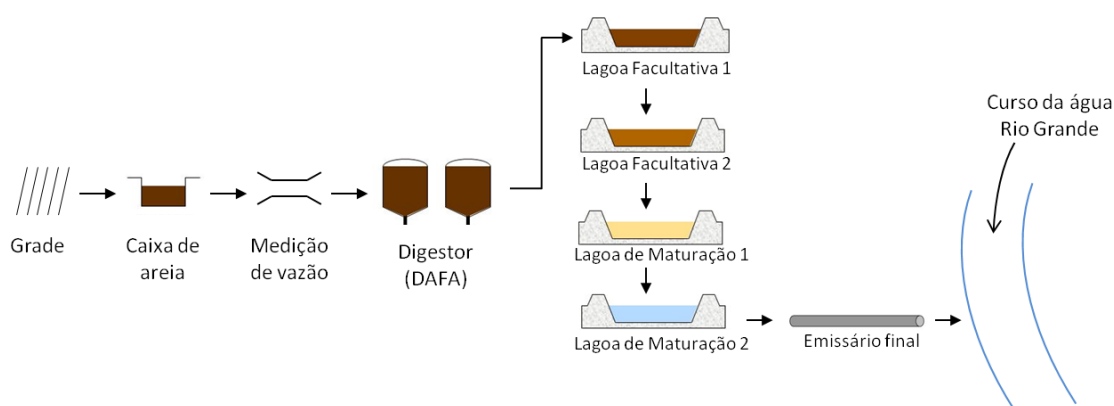 Grade
Caixa de
areia
Medição
de vazão
Digestor
(DAFA)
Lagoa Facultativa 1
Lagoa Facultativa 2
Lagoa de Maturação 1
Lagoa de Maturação 2
Emissário final
Curso da água
Rio Grande